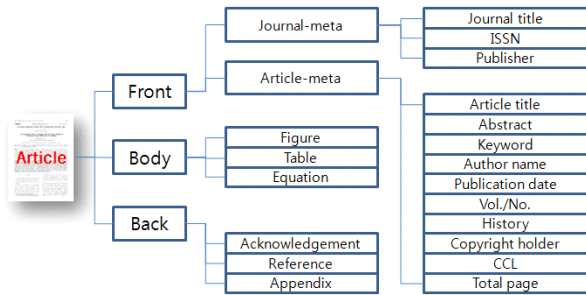 Article
Front
Journal-meta
Journal title
ISSN
Publisher
Article-meta
Article title
Abstract
Keyword
Author name
Publication date
Vol./No.
History
Copyright holder
CCL
Total page
Body
Figure
Table
Equation
Back
Acknowledgement
Reference
Appendix